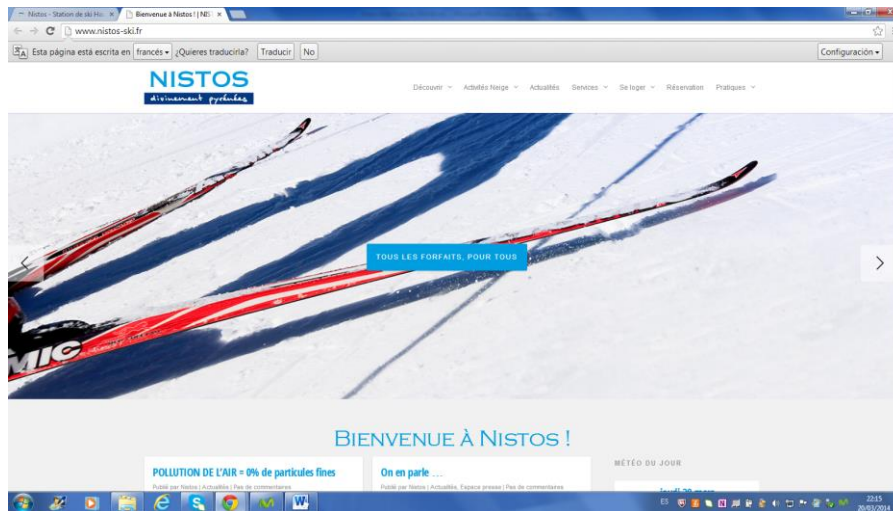 Nistos - Station de ski Ho
Bienvenue à Nistos ! | NIS
www.nistos-ski.fr
Esta página está escrita en francés ¿Quieres traducirla? Traducir No Configuración
NISTOS
divinement pyrénées
Découvrir Activités Neige Actualités Services Se loger Réservation Pratiques
TOUS LES FORFAITS, POUR TOUS
MIC
BIENVENUE À NISTOS !
MÉTÉO DU JOUR
POLLUTION DE L'AIR = 0% de particules fines
On en parle ...
Publié par Nistos | Actualités | Pas de commentaires
Publié par Nistos | Actualités, Espace presse | Pas de commentaires
jeudi 20 mars
ES
22:15
20/03/2014